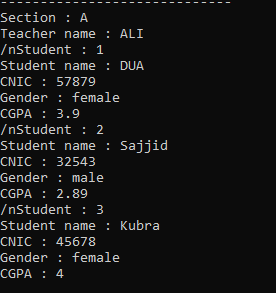 -----------------------------
Section : A
Teacher name : ALI
/nStudent : 1
Student name : DUA
CNIC : 57879
Gender : female
CGPA : 3.9
/nStudent : 2
Student name : Sajjid
CNIC : 32543
Gender : male
CGPA : 2.89
/nStudent : 3
Student name : Kubra
CNIC : 45678
Gender : female
CGPA : 4